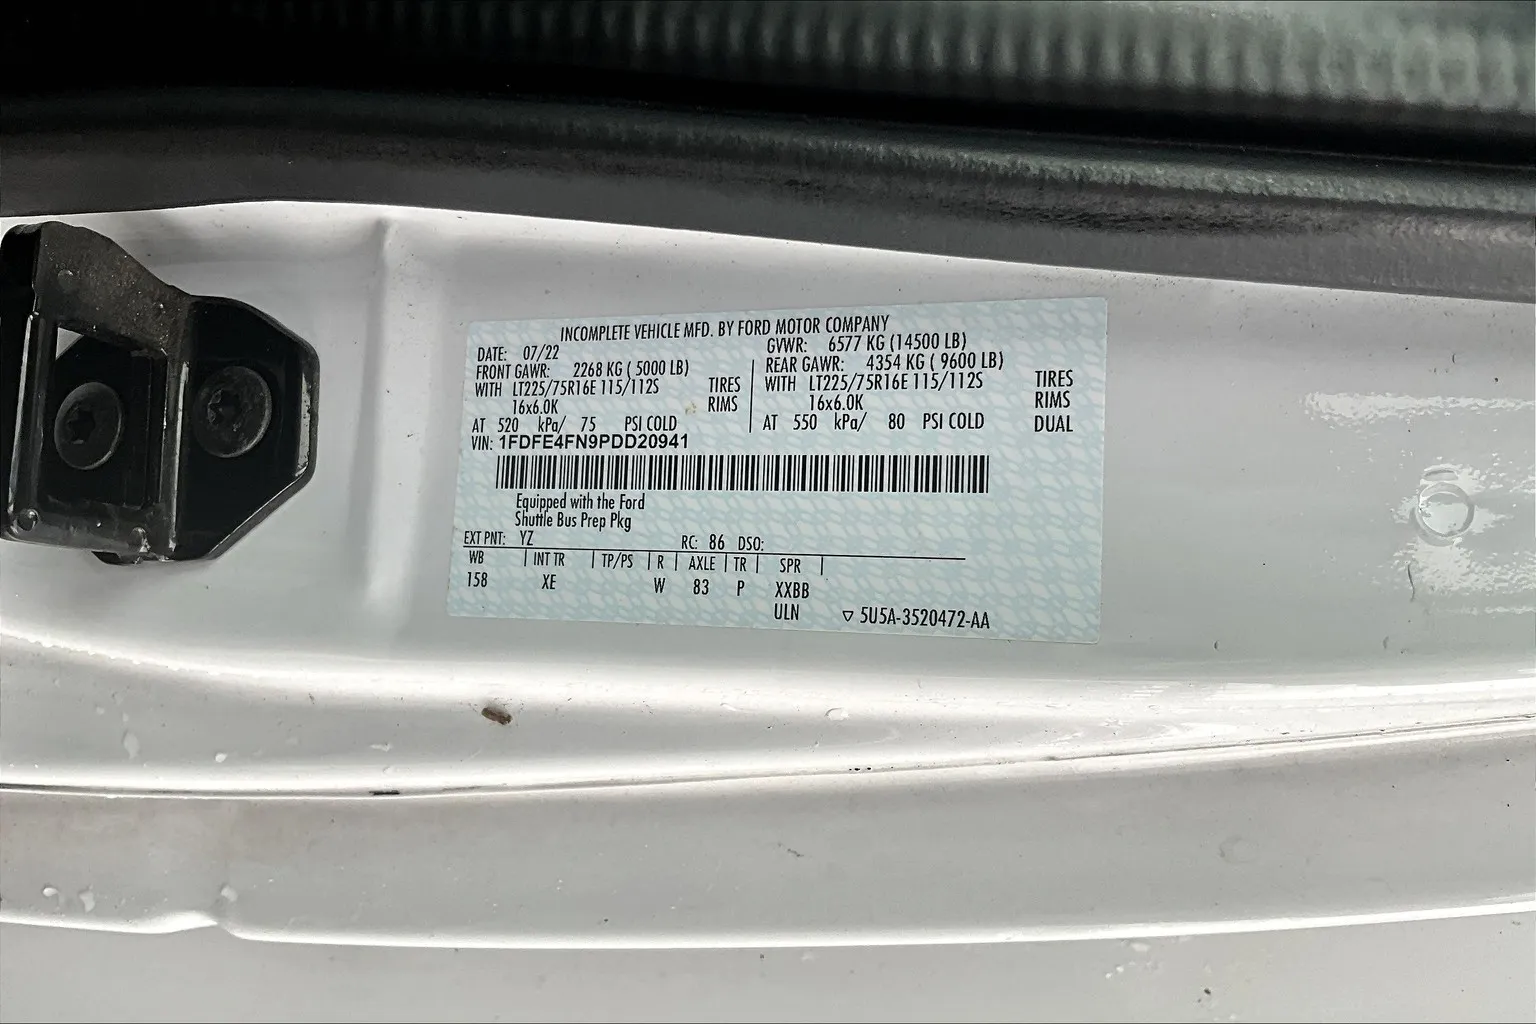 INCOMPLETE VEHICLE MFD. BY FORD MOTOR COMPANY
DATE: 07/22 GVWR: 6577 KG (14500 LB)
FRONT GAWR: 2268 KG ( 5000 LB) REAR GAWR: 4354 KG ( 9600 LB)
WITH LT225/75R16E 115/112S TIRES WITH LT225/75R16E 115/112S TIRES
16x6.0K RIMS 16x6.0K RIMS
AT 520 kPa/ 75 PSI COLD AT 550 kPa/ 80 PSI COLD DUAL
VIN: 1FDFE4FN9PDD20941
Equipped with the Ford
Shuttle Bus Prep Pkg
EXT PNT: YZ RC: 86 DSO:
WB INT TR TP/PS R AXLE TR SPR
158 XE W 83 P XXBB
ULN ▽ 5U5A-3520472-AA